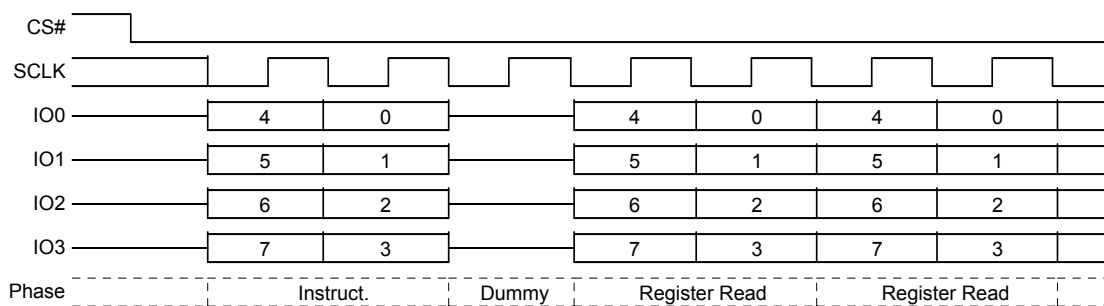 CS#
SCLK
IO0 4 0 4 0 4 0
IO1 5 1 5 1 5 1
IO2 6 2 6 2 6 2
IO3 7 3 7 3 7 3
Phase Instruct. Dummy Register Read Register Read